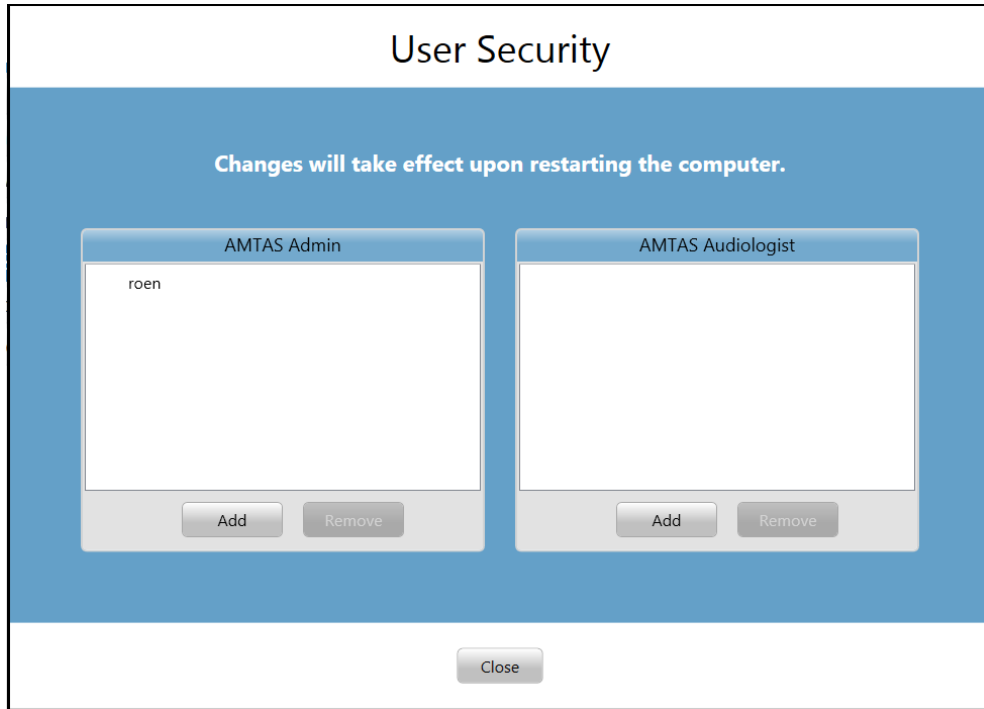 User Security
Changes will take effect upon restarting the computer.
AMTAS Admin
roen
Add
Remove
AMTAS Audiologist
Add
Remove
Close